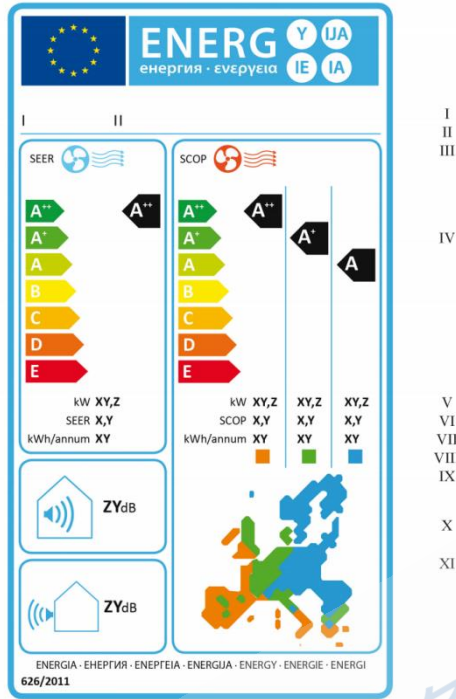 ENERG Y IJA
енергия · ενεργεια IE IA
I II
SEER
SCOP
A++ A++
A+
A
B
C
D
E
kW XY,Z
SEER X,Y
kWh/annum XY
A++ A++
A+ A+
A A
B
C
D
E
kW XY,Z XY,Z XY,Z
SCOP X,Y X,Y X,Y
kWh/annum XY XY XY
ZYdB
ZYdB
ENERGIA · ЕНЕРГИЯ · ΕΝΕΡΓΕΙΑ · ENERGIJA · ENERGY · ENERGIE · ENERGI
626/2011
I
II
III
IV
V
VI
VII
VIII
IX
X
XI